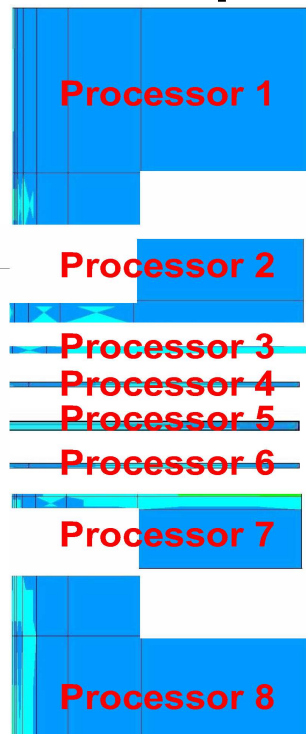 Processor 1
Processor 2
Processor 3
Processor 4
Processor 5
Processor 6
Processor 7
Processor 8